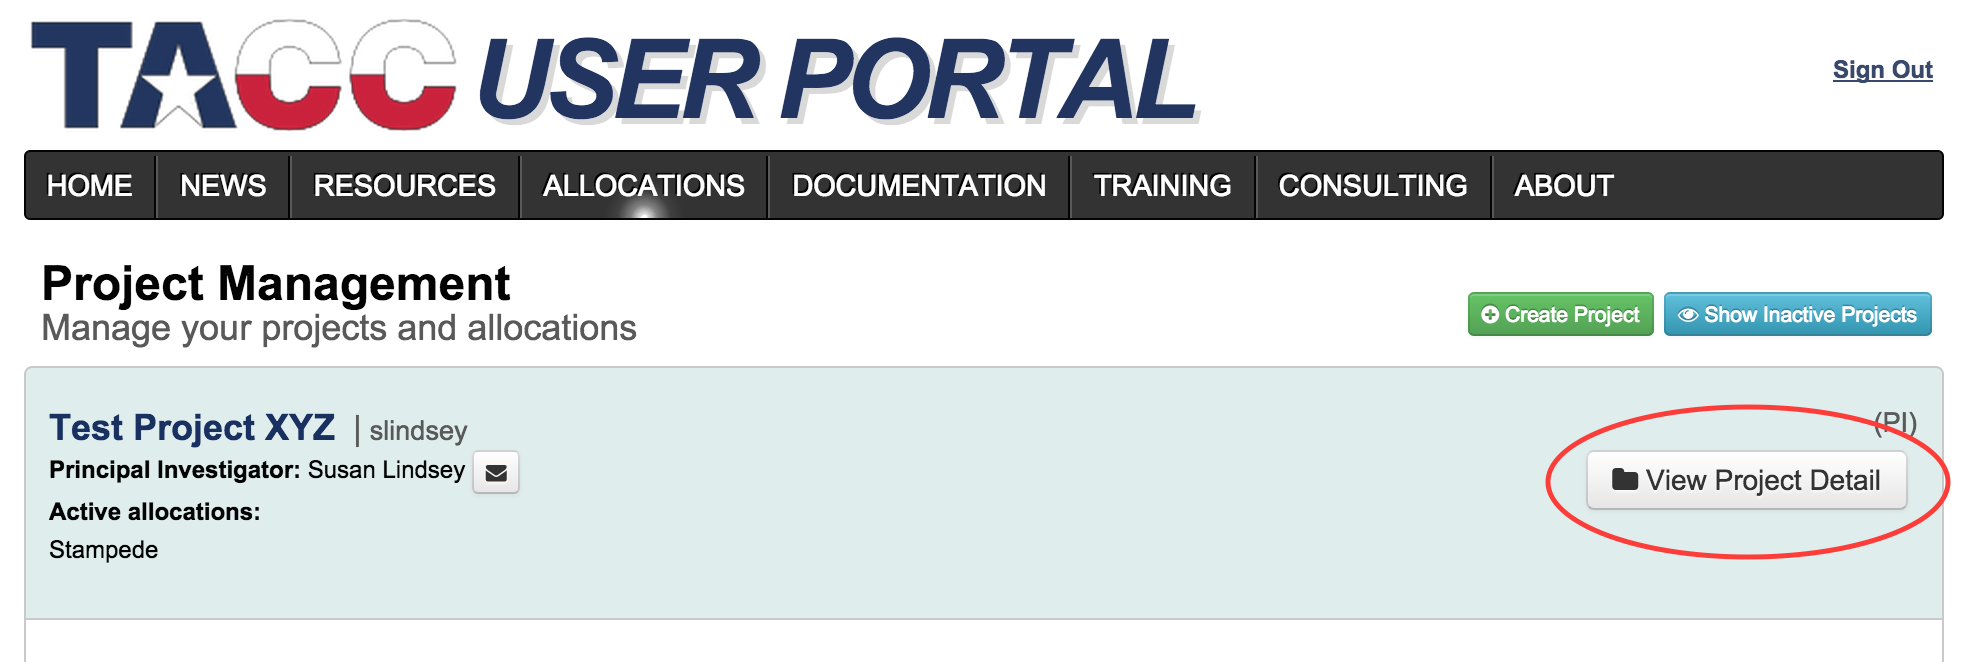 TACC USER PORTAL
Sign Out
HOME NEWS RESOURCES ALLOCATIONS DOCUMENTATION TRAINING CONSULTING ABOUT
Project Management
Manage your projects and allocations
Create Project Show Inactive Projects
Test Project XYZ | slindsey
(PI)
Principal Investigator: Susan Lindsey
View Project Detail
Active allocations:
Stampede